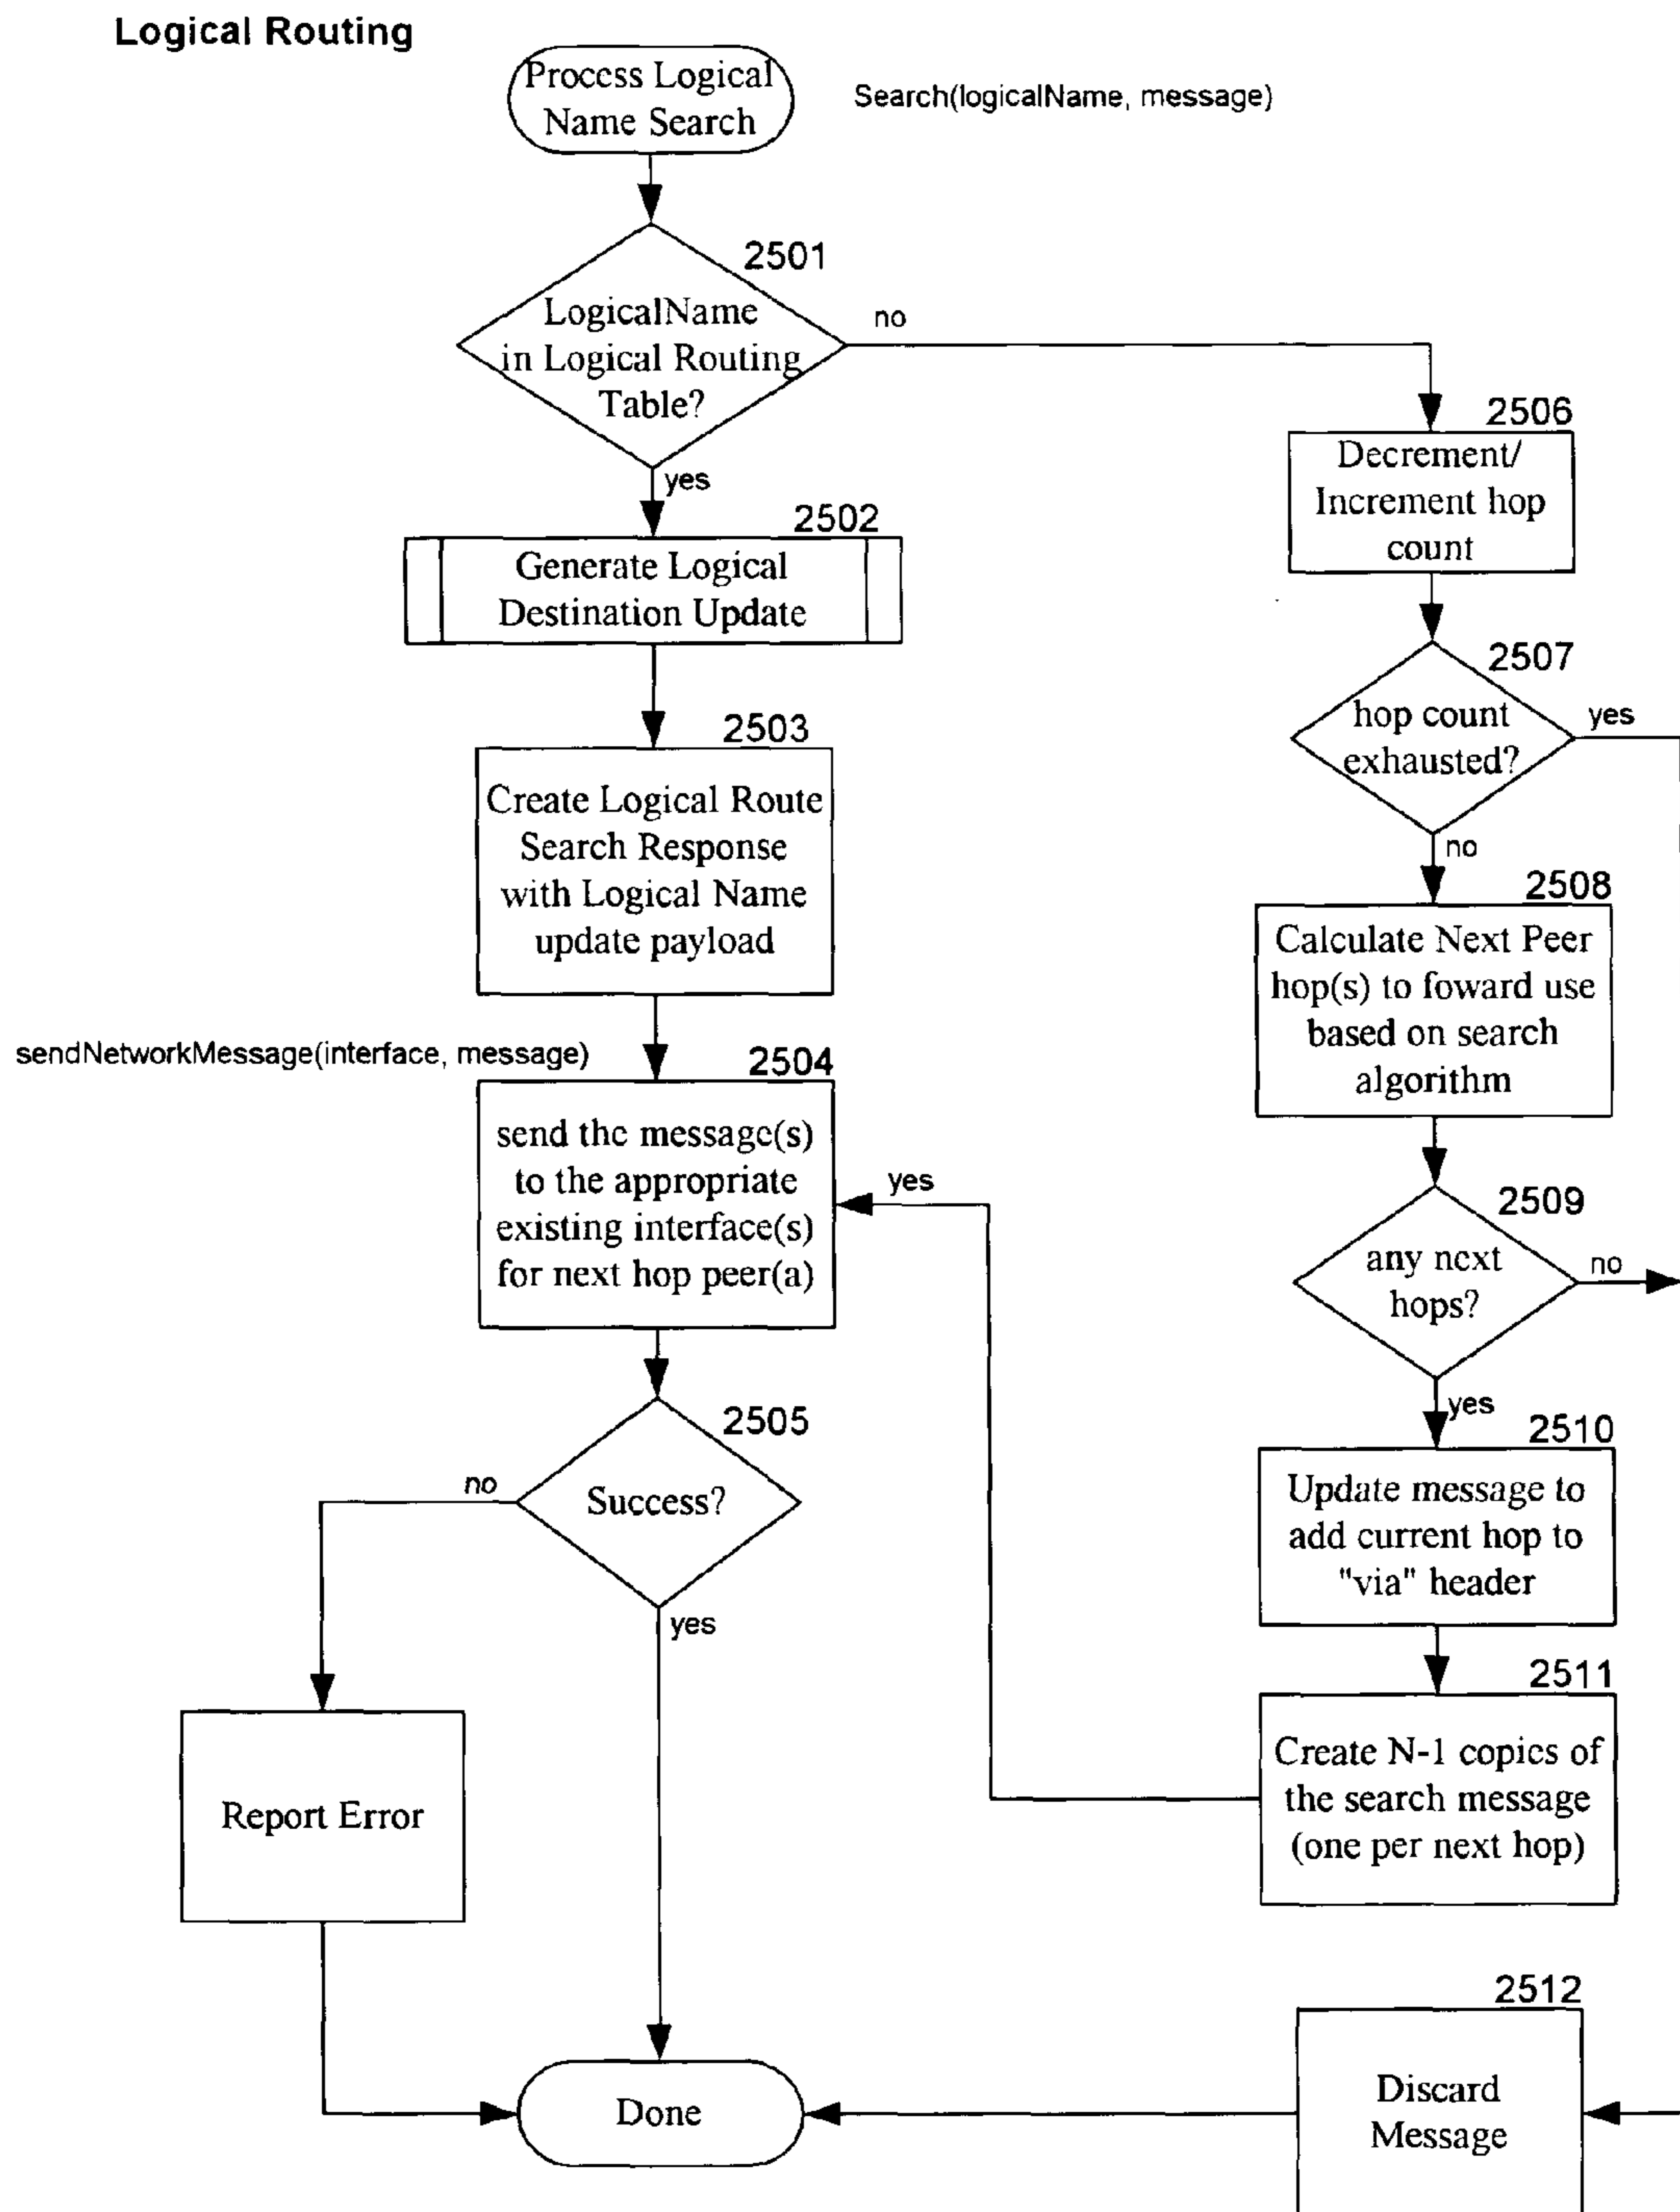 Logical Routing
Process Logical
Name Search
Search(logicalName, message)
2501
LogicalName
in Logical Routing
Table?
no
yes
2502
Generate Logical
Destination Update
2503
Create Logical Route
Search Response
with Logical Name
update payload
sendNetworkMessage(interface, message)
2504
send the message(s)
to the appropriate
existing interface(s)
for next hop peer(a)
yes
2505
Success?
no
yes
Report Error
Done
2506
Decrement/
Increment hop
count
2507
hop count
exhausted?
yes
no
2508
Calculate Next Peer
hop(s) to foward use
based on search
algorithm
2509
any next
hops?
no
yes
2510
Update message to
add current hop to
"via" header
2511
Create N-1 copies of
the search message
(one per next hop)
2512
Discard
Message